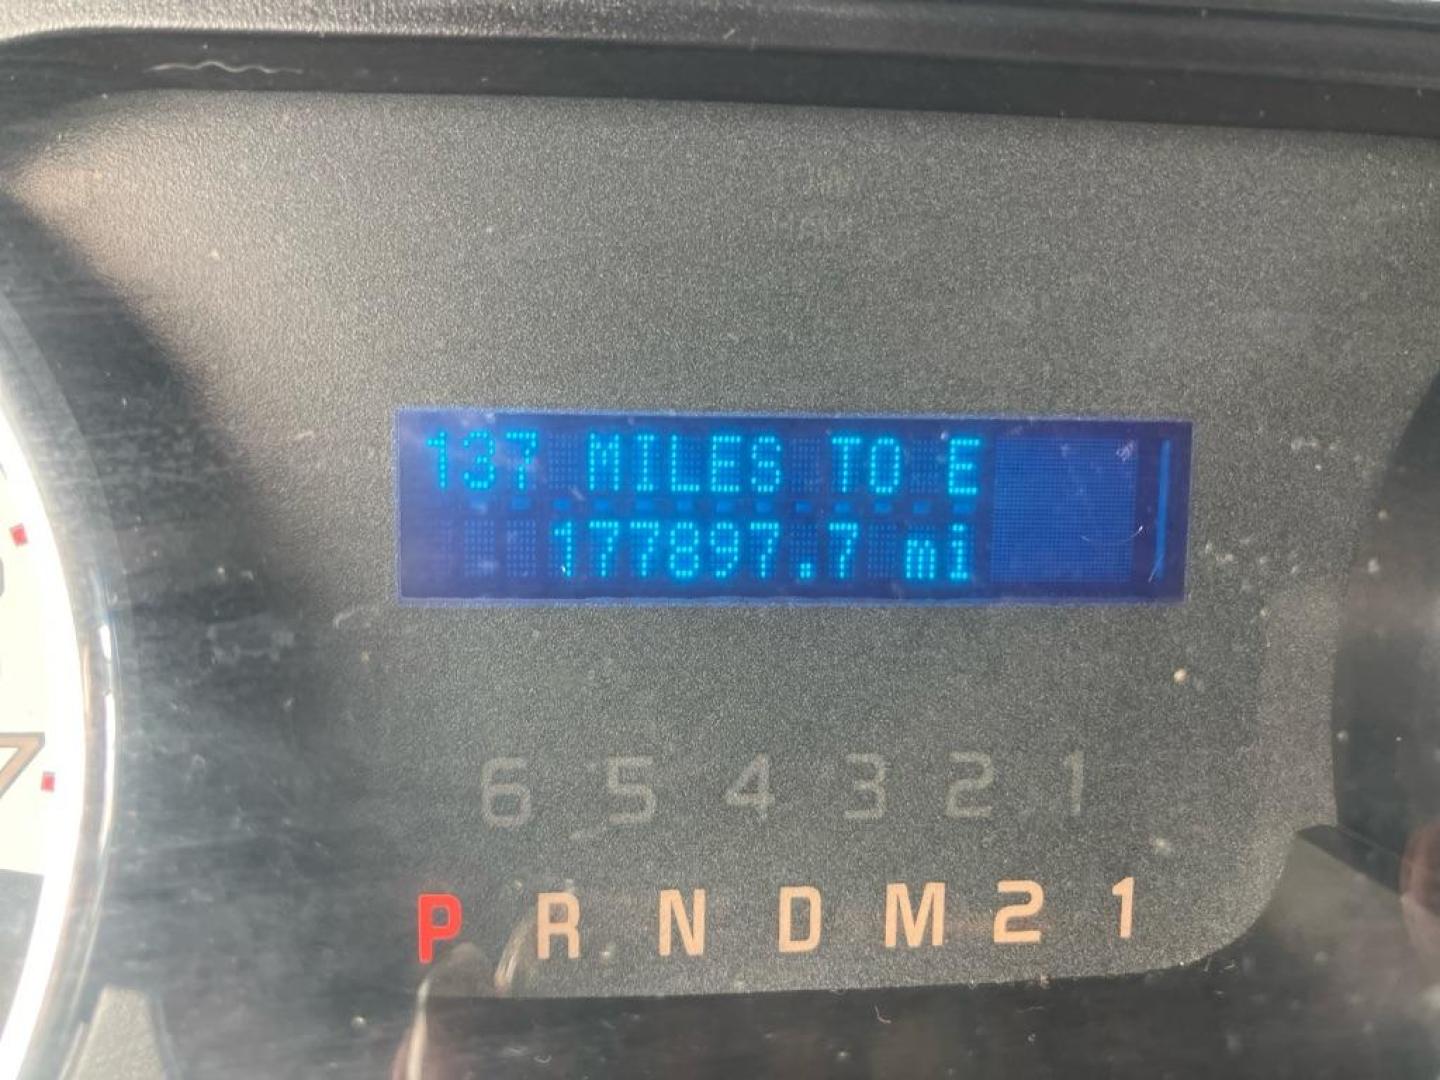 137 MILES TO E
177897.7 mi
6 5 4 3 2 1
P R N D M 2 1